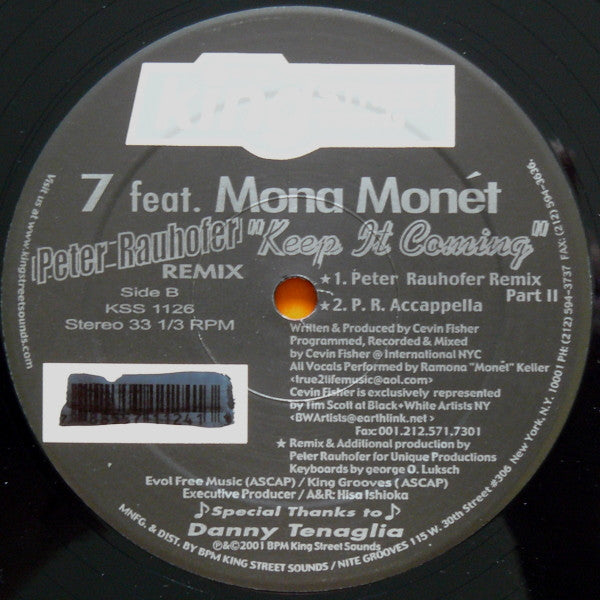 7 feat. Mona Monét
Peter Rauhofer
REMIX
"Keep It Coming"
Side B
KSS 1126
Stereo 33 1/3 RPM
★1. Peter Rauhofer Remix
Part II
★2. P. R. Accappella
Written & Produced by Cevin Fisher
Programmed, Recorded & Mixed
by Cevin Fisher @ International NYC
All Vocals Performed by Ramona "Monét" Keller
<true2lifemusic@aol.com>
Cevin Fisher is exclusively represented
by Tim Scott at Black+White Artists NY
<BWArtists@earthlink.net>
Fax: 001.212.571.7301
★ Remix & Additional production by
Peter Rauhofer for Unique Productions
Keyboards by george O. Luksch
Evol Free Music (ASCAP) / King Grooves ( ASCAP)
Executive Producer / A&R: Hisa Ishioka
♪Special Thanks to♪
Danny Tenaglia
℗&©2001 BPM King Street Sounds
Visit us at www.kingstreetsounds.com
MNFG. & DIST. BY BPM KING STREET SOUNDS / NITE GROOVES 115 W. 30th Street #306 New York, N.Y. 10001 PH: (212) 594-3737 FAX: (212) 594-3636.